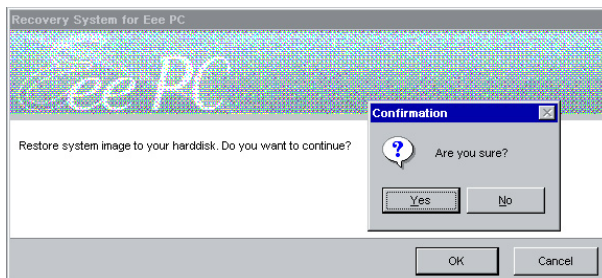 Recovery System for Eee PC
Eee PC
Confirmation
Restore system image to your harddisk. Do you want to continue?
Are you sure?
Yes
No
OK
Cancel